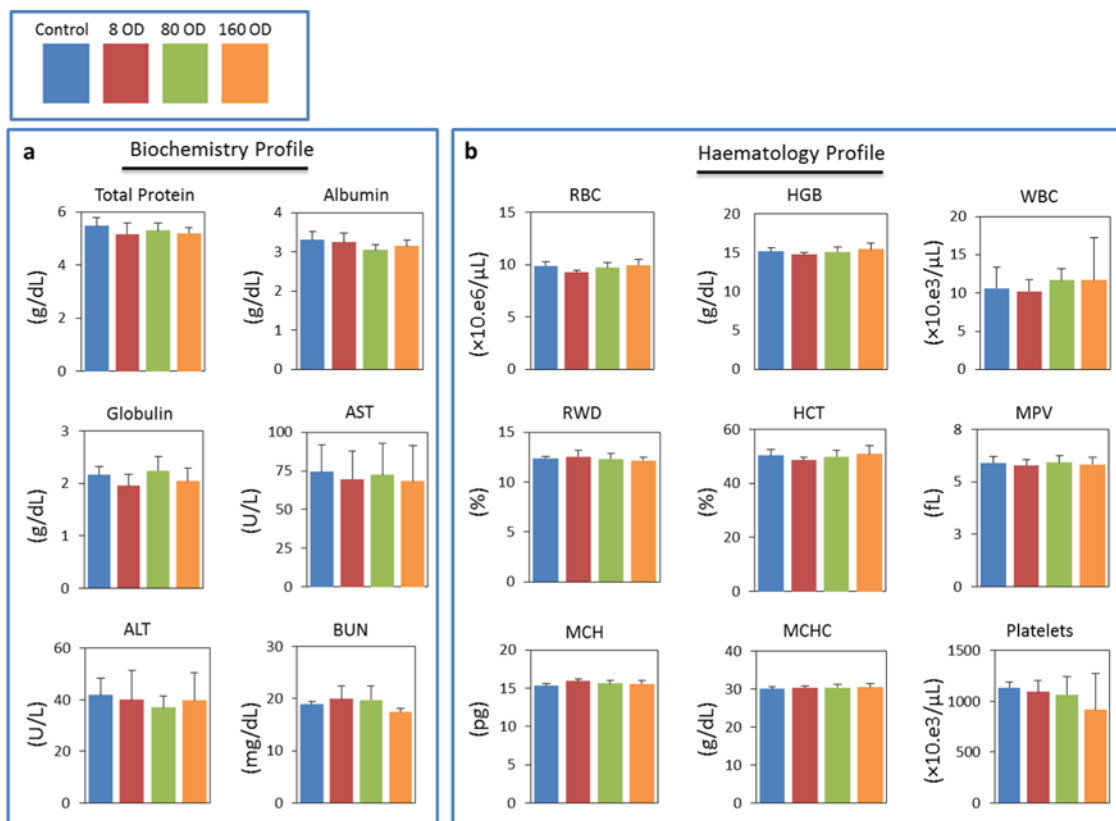 Control 8 OD 80 OD 160 OD
a Biochemistry Profile
Total Protein
(g/dL)
6
4
2
0
Albumin
(g/dL)
4
3
2
1
0
Globulin
(g/dL)
3
2
1
0
AST
(U/L)
100
75
50
25
0
ALT
(U/L)
60
40
20
0
BUN
(mg/dL)
30
20
10
0
b Haematology Profile
RBC
(×10.e6/µL)
15
10
5
0
HGB
(g/dL)
20
15
10
5
0
WBC
(×10.e3/µL)
20
15
10
5
0
RWD
(%)
15
10
5
0
HCT
(%)
60
40
20
0
MPV
(fL)
8
5
3
0
MCH
(pg)
20
15
10
5
0
MCHC
(g/dL)
40
30
20
10
0
Platelets
(×10.e3/µL)
1500
1000
500
0